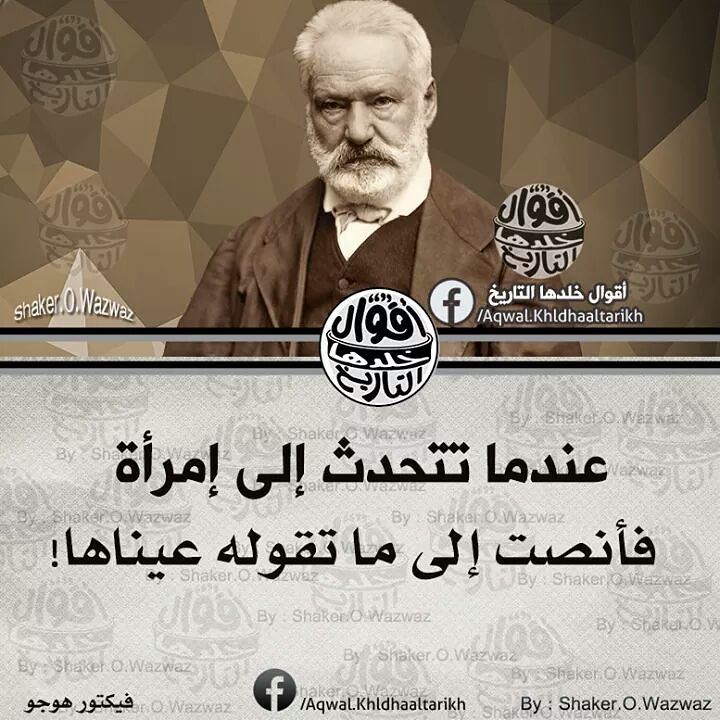 أقوال خلدها التاريخ
Shaker.O.Wazwaz
أقوال خلدها التاريخ
/Aqwal.Khldhaaltarikh
أقوال خلدها التاريخ
عندما تتحدث إلى إمرأة
فأنصت إلى ما تقوله عيناها!
فيكتور هوجو
/Aqwal.Khldhaaltarikh
By : Shaker.O.Wazwaz